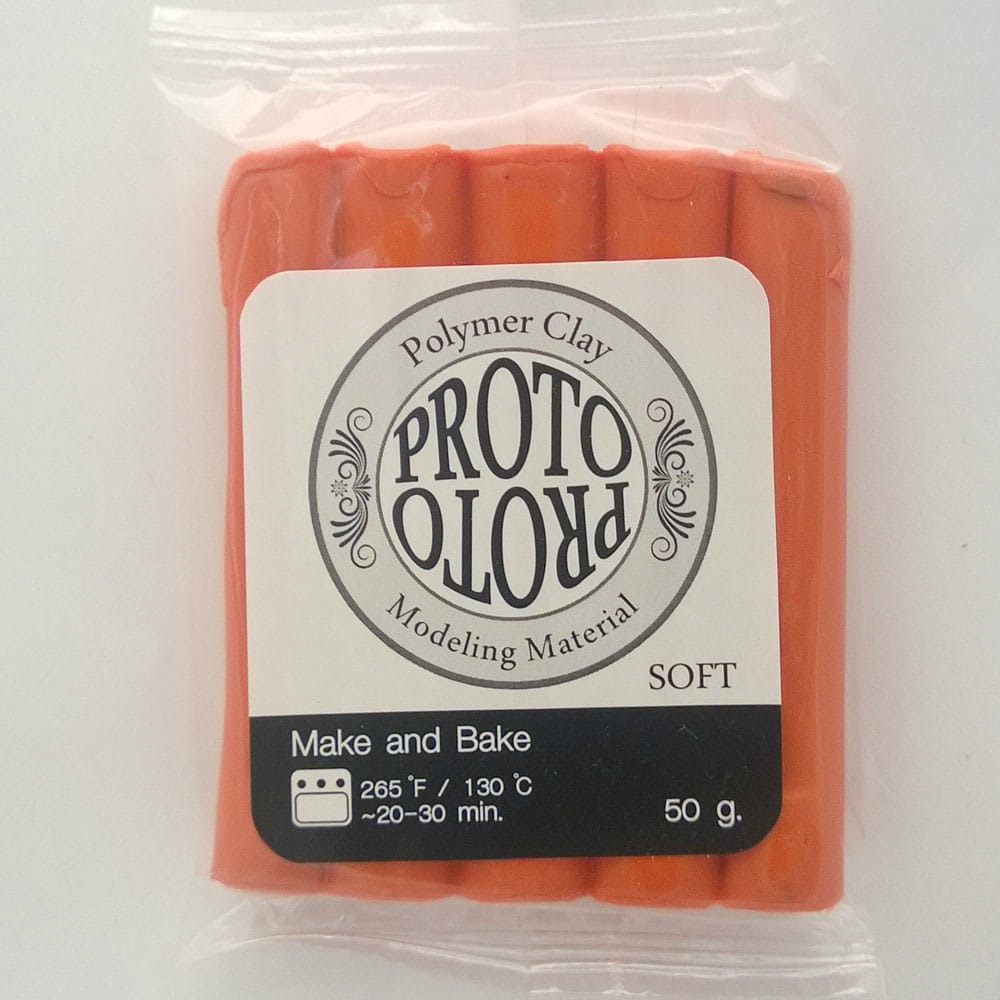 Polymer Clay
PROTO
PROTO
Modeling Material
SOFT
Make and Bake
265 °F / 130 °C
~20-30 min.
50 g.